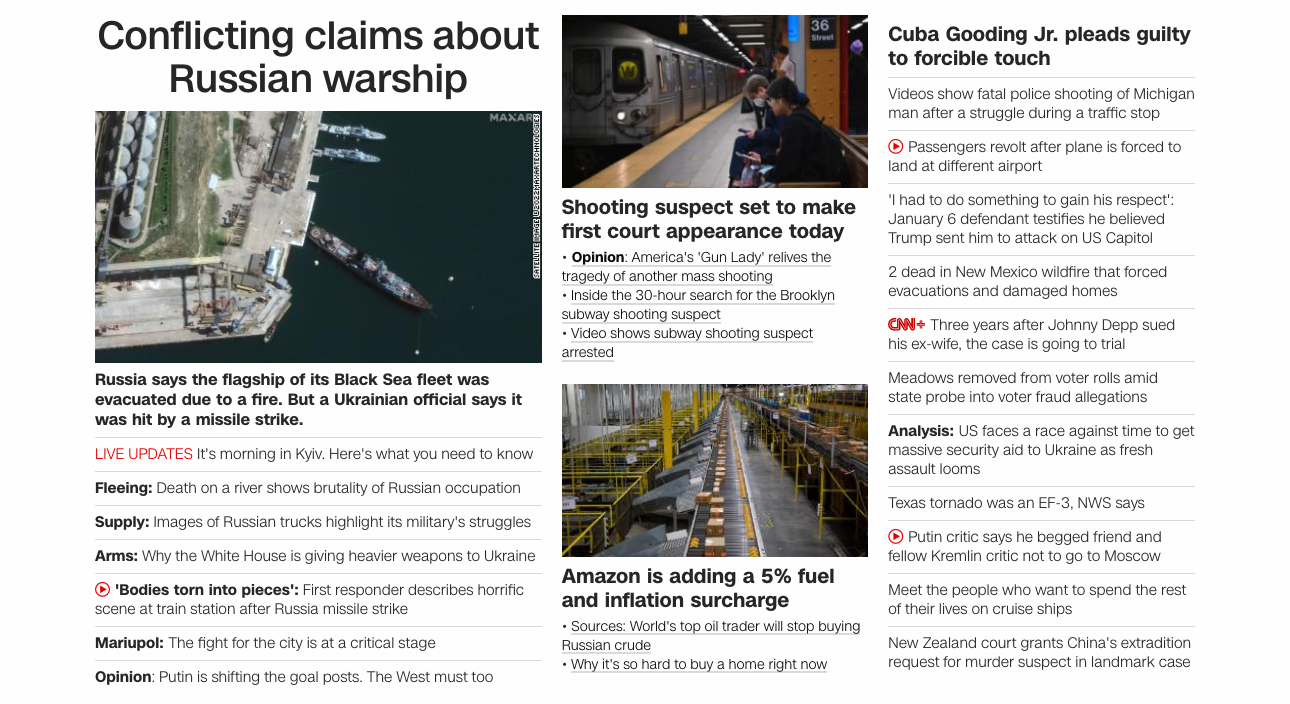 Conflicting claims about
Russian warship
MAXAR
SATELLITE IMAGE ©2022 MAXAR TECHNOLOGIES
Russia says the flagship of its Black Sea fleet was
evacuated due to a fire. But a Ukrainian official says it
was hit by a missile strike.
LIVE UPDATES It's morning in Kyiv. Here's what you need to know
Fleeing: Death on a river shows brutality of Russian occupation
Supply: Images of Russian trucks highlight its military's struggles
Arms: Why the White House is giving heavier weapons to Ukraine
'Bodies torn into pieces': First responder describes horrific
scene at train station after Russia missile strike
Mariupol: The fight for the city is at a critical stage
Opinion: Putin is shifting the goal posts. The West must too
36
Street
W
Shooting suspect set to make
first court appearance today
• Opinion: America's 'Gun Lady' relives the
tragedy of another mass shooting
• Inside the 30-hour search for the Brooklyn
subway shooting suspect
• Video shows subway shooting suspect
arrested
Amazon is adding a 5% fuel
and inflation surcharge
• Sources: World's top oil trader will stop buying
Russian crude
• Why it's so hard to buy a home right now
Cuba Gooding Jr. pleads guilty
to forcible touch
Videos show fatal police shooting of Michigan
man after a struggle during a traffic stop
Passengers revolt after plane is forced to
land at different airport
'I had to do something to gain his respect':
January 6 defendant testifies he believed
Trump sent him to attack on US Capitol
2 dead in New Mexico wildfire that forced
evacuations and damaged homes
CNN+ Three years after Johnny Depp sued
his ex-wife, the case is going to trial
Meadows removed from voter rolls amid
state probe into voter fraud allegations
Analysis: US faces a race against time to get
massive security aid to Ukraine as fresh
assault looms
Texas tornado was an EF-3, NWS says
Putin critic says he begged friend and
fellow Kremlin critic not to go to Moscow
Meet the people who want to spend the rest
of their lives on cruise ships
New Zealand court grants China's extradition
request for murder suspect in landmark case